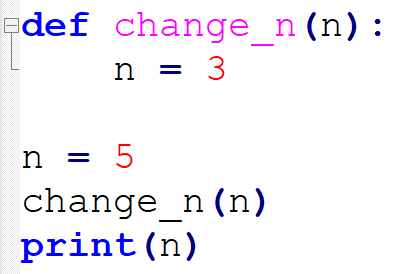 def change_n(n):
    n = 3

n = 5
change_n(n)
print(n)